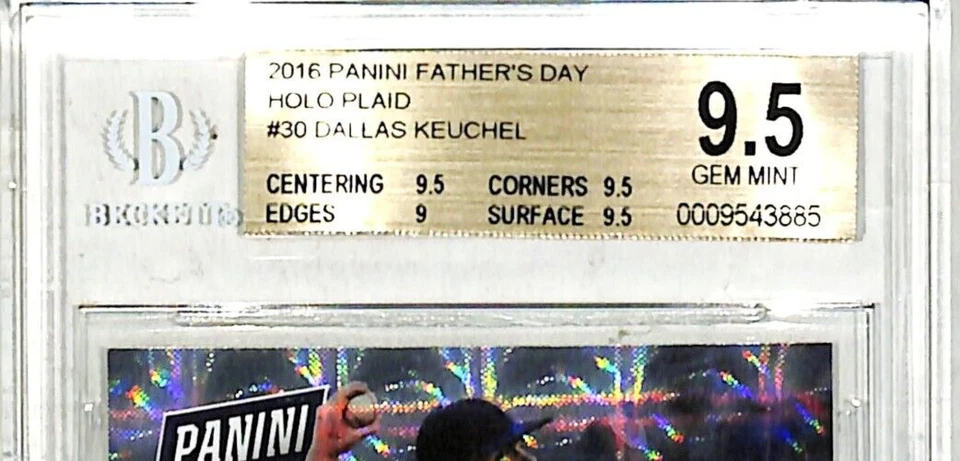 2016 PANINI FATHER'S DAY
HOLO PLAID
#30 DALLAS KEUCHEL
9.5
GEM MINT
CENTERING 9.5 CORNERS 9.5
EDGES 9 SURFACE 9.5
0009543885
B
PANINI